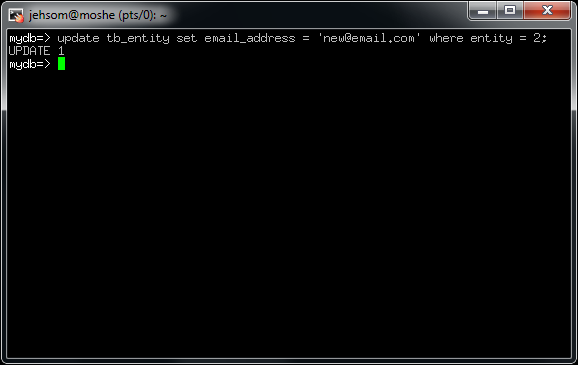 jehsom@moshe (pts/0): ~
mydb=> update tb_entity set email_address = 'new@email.com' where entity = 2;
UPDATE 1
mydb=>